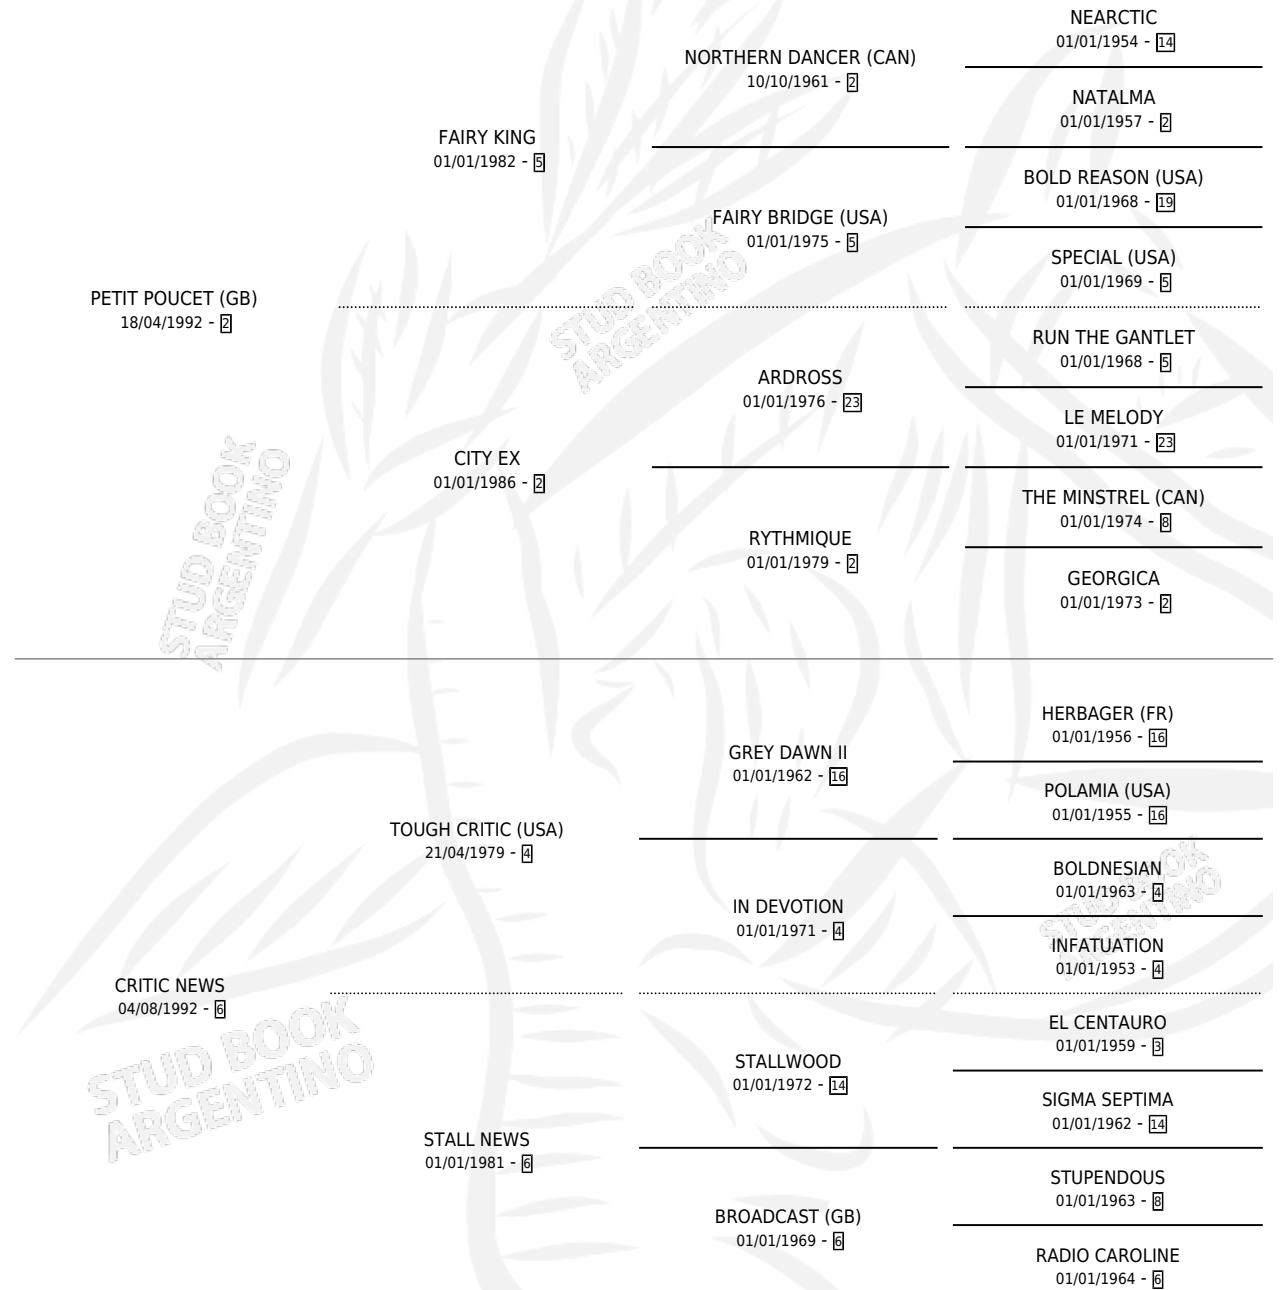 NEARCTIC
01/01/1954 - 14
NORTHERN DANCER (CAN)
10/10/1961 - 2
NATALMA
01/01/1957 - 2
FAIRY KING
01/01/1982 - 5
BOLD REASON (USA)
01/01/1968 - 19
FAIRY BRIDGE (USA)
01/01/1975 - 5
SPECIAL (USA)
01/01/1969 - 5
PETIT POUCET (GB)
18/04/1992 - 2
STUD BOOK
ARGENTINO
RUN THE GANTLET
01/01/1968 - 5
ARDROSS
01/01/1976 - 23
LE MELODY
01/01/1971 - 23
CITY EX
01/01/1986 - 2
THE MINSTREL (CAN)
01/01/1974 - 8
RYTHMIQUE
01/01/1979 - 2
GEORGICA
01/01/1973 - 2
STUD BOOK
ARGENTINO
HERBAGER (FR)
01/01/1956 - 16
GREY DAWN II
01/01/1962 - 16
POLAMIA (USA)
01/01/1955 - 16
TOUGH CRITIC (USA)
21/04/1979 - 4
BOLDNESIAN
01/01/1963 - 4
IN DEVOTION
01/01/1971 - 4
INFATUATION
01/01/1953 - 4
STUD BOOK
ARGENTINO
CRITIC NEWS
04/08/1992 - 6
EL CENTAURO
01/01/1959 - 3
STALLWOOD
01/01/1972 - 14
SIGMA SEPTIMA
01/01/1962 - 14
STUD BOOK
ARGENTINO
STALL NEWS
01/01/1981 - 6
STUPENDOUS
01/01/1963 - 8
BROADCAST (GB)
01/01/1969 - 6
RADIO CAROLINE
01/01/1964 - 6